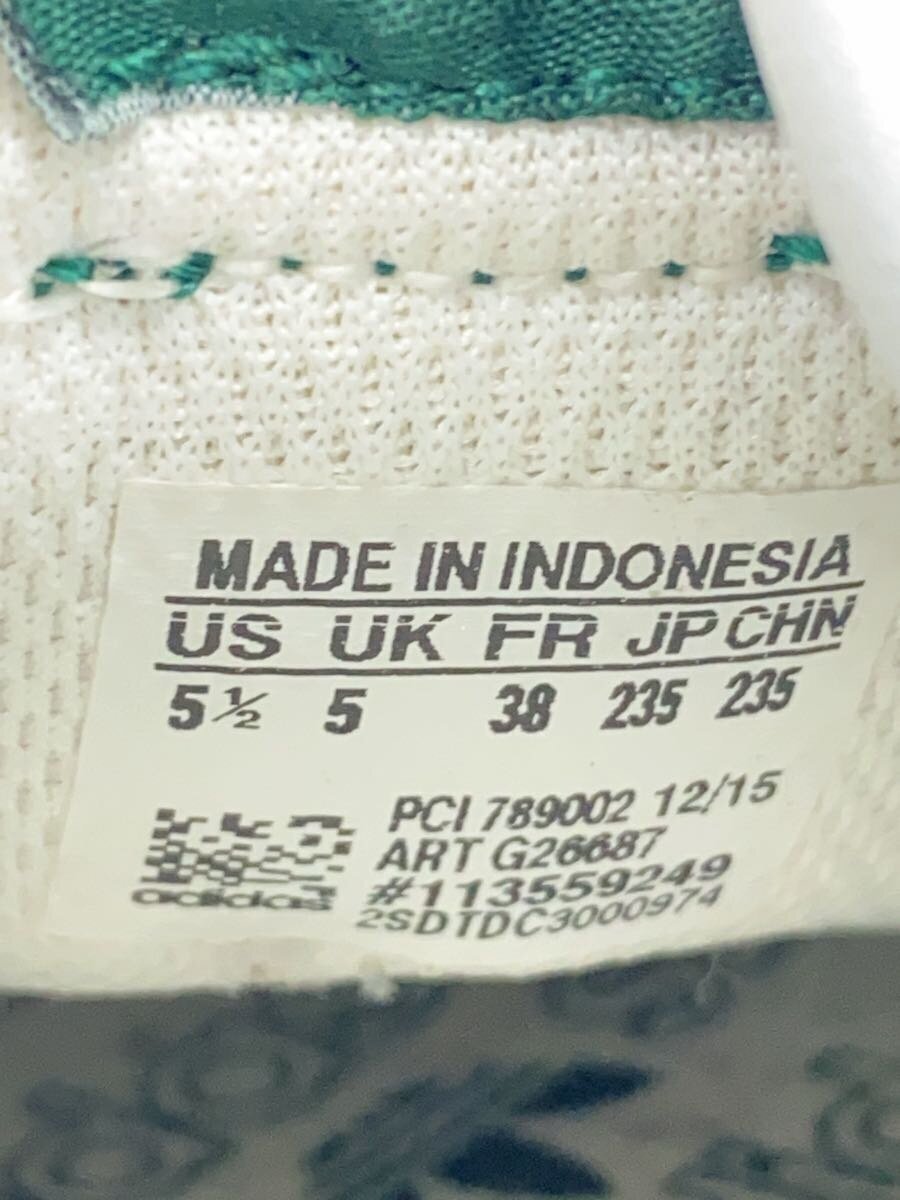 MADE IN INDONESIA
US UK FR JP CHN
5½ 5 38 235 235
PCI 789002 12/15
ART G26687
#113559249
2SDTDC3000974
adidas